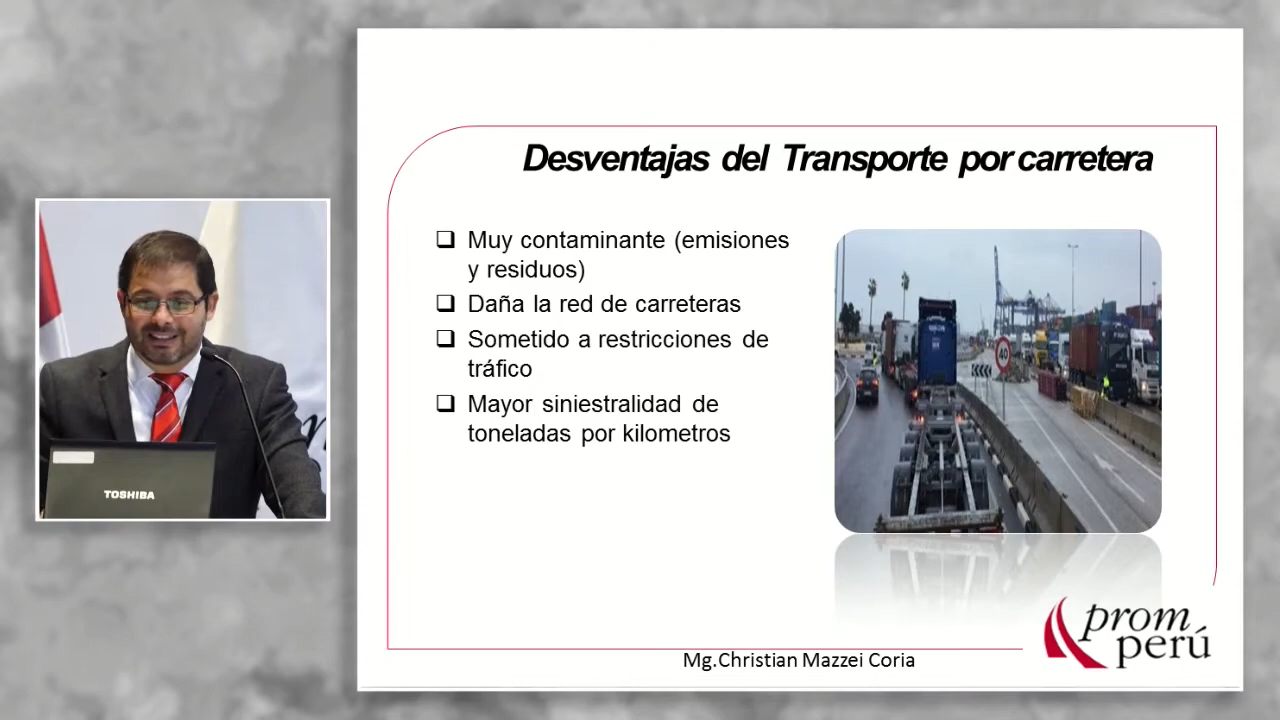 Desventajas del Transporte por carretera
Muy contaminante (emisiones
y residuos)
Daña la red de carreteras
Sometido a restricciones de
tráfico
Mayor siniestralidad de
toneladas por kilometros
40
TOSHIBA
prom
perú
Mg.Christian Mazzei Coria